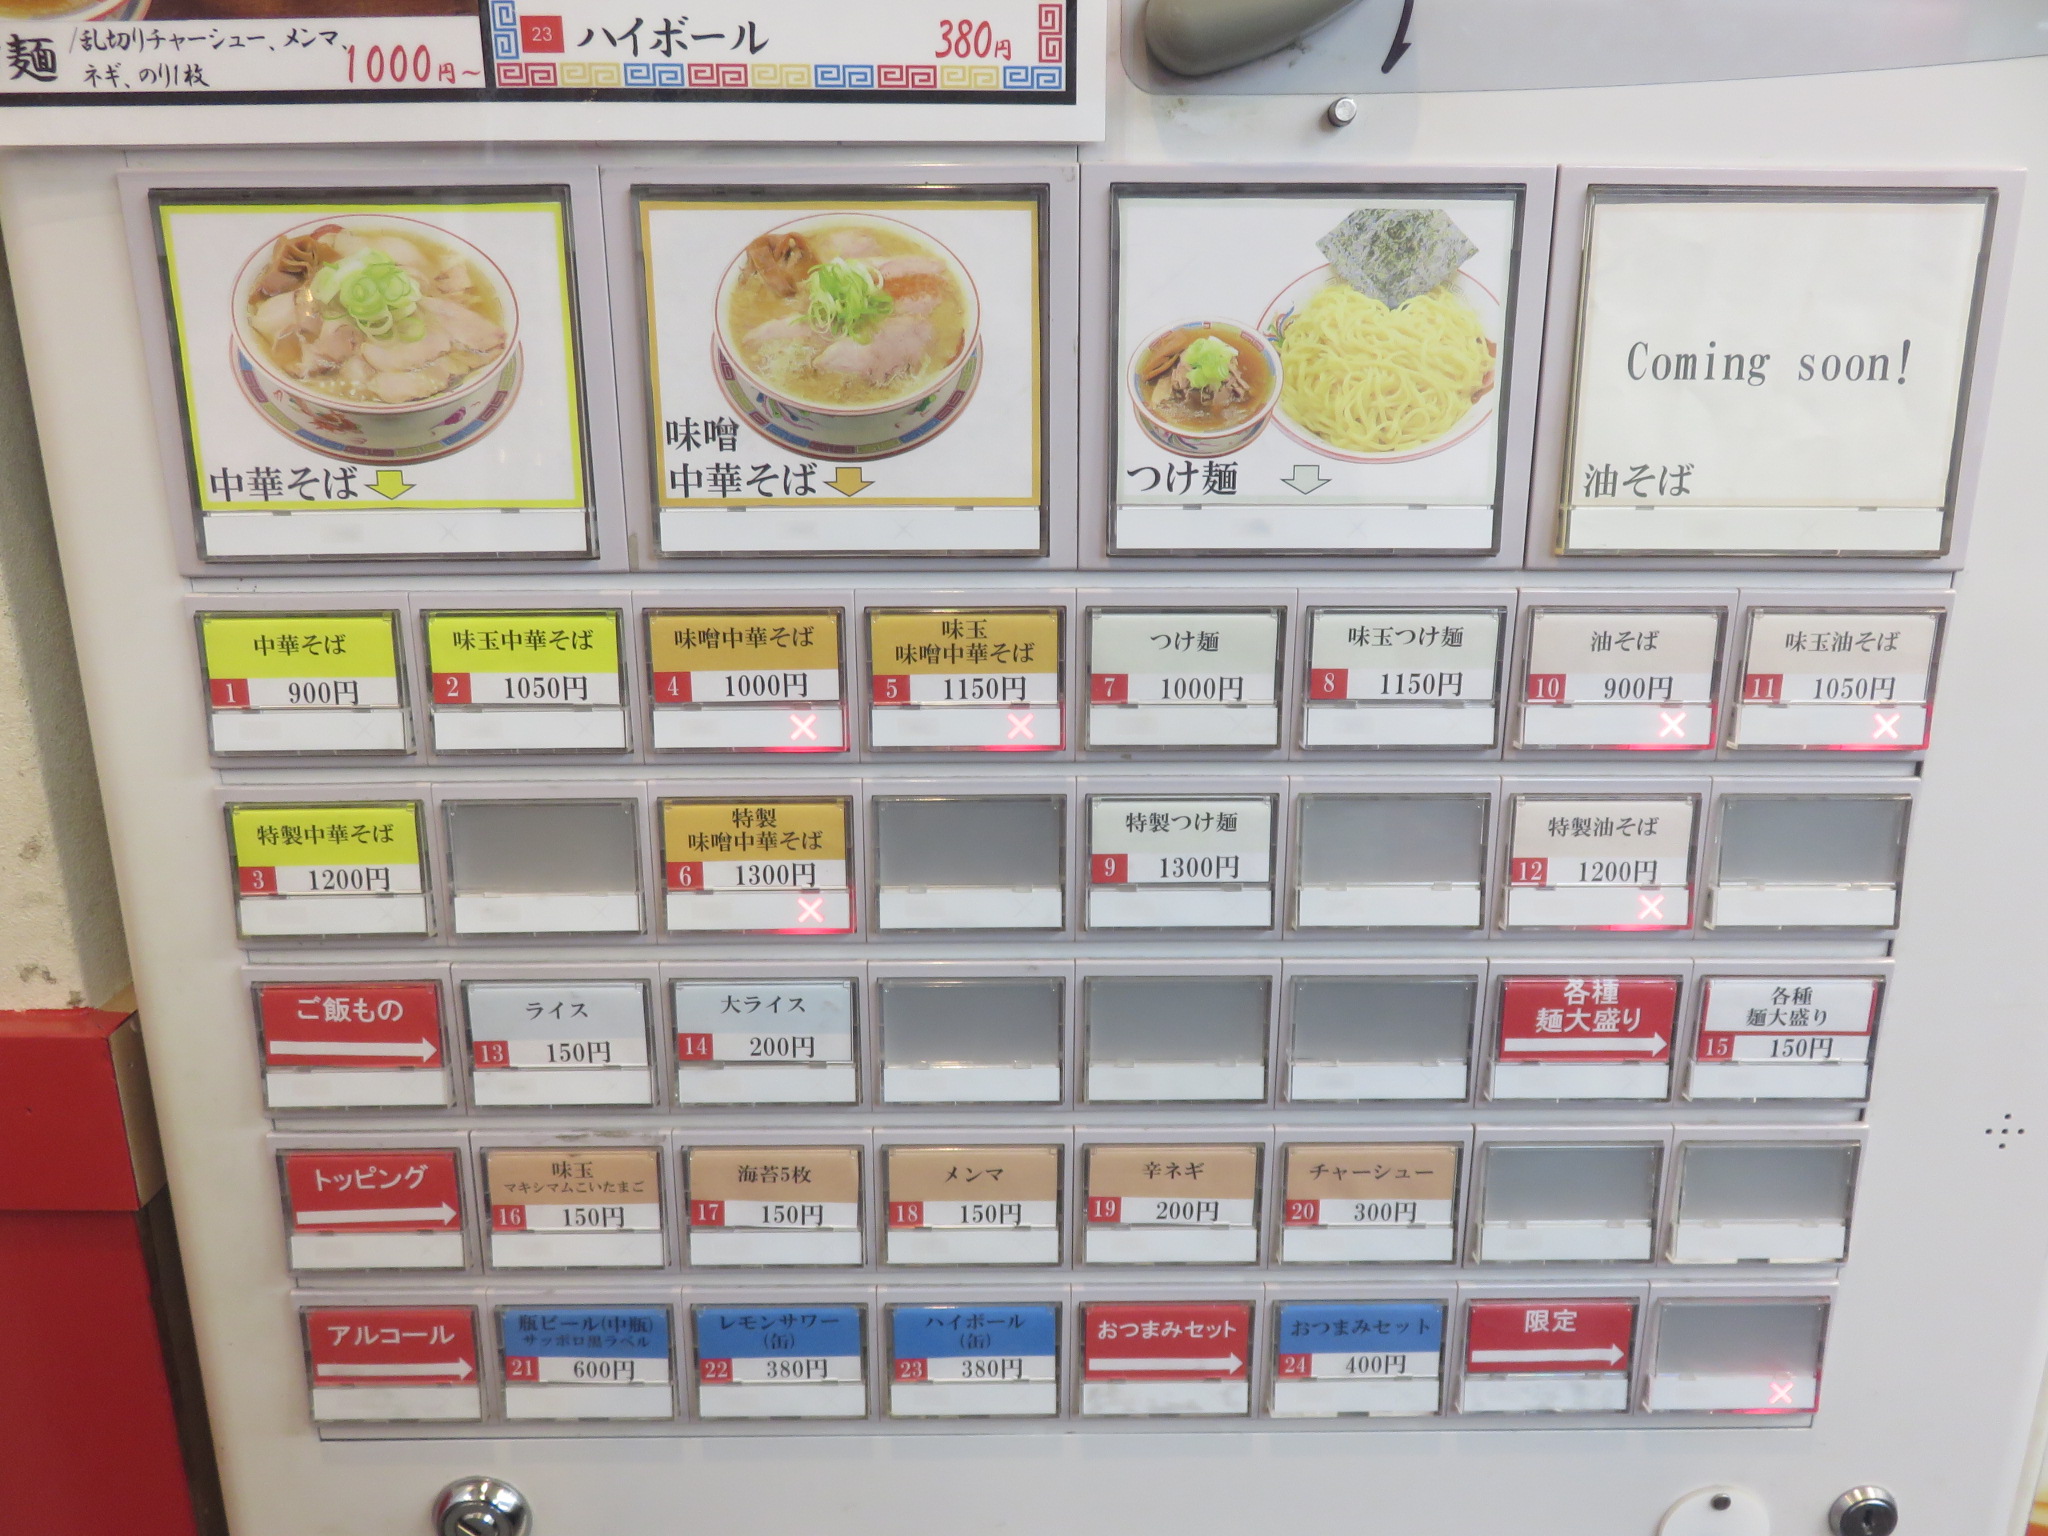 麺
乱切りチャーシュー、メンマ、
ネギ、のり1枚
1000円～
23 ハイボール 380円
中華そば
味噌
中華そば
つけ麺
Coming soon!
油そば
中華そば
1 900円
味玉中華そば
2 1050円
味噌中華そば
4 1000円
味玉
味噌中華そば
5 1150円
つけ麺
7 1000円
味玉つけ麺
8 1150円
油そば
10 900円
味玉油そば
11 1050円
特製中華そば
3 1200円
特製
味噌中華そば
6 1300円
特製つけ麺
9 1300円
特製油そば
12 1200円
ご飯もの
ライス
13 150円
大ライス
14 200円
各種
麺大盛り
各種
麺大盛り
15 150円
トッピング
味玉
マキシマムこいたまご
16 150円
海苔5枚
17 150円
メンマ
18 150円
辛ネギ
19 200円
チャーシュー
20 300円
アルコール
瓶ビール(中瓶)
サッポロ黒ラベル
21 600円
レモンサワー
(缶)
22 380円
ハイボール
(缶)
23 380円
おつまみセット
おつまみセット
24 400円
限定